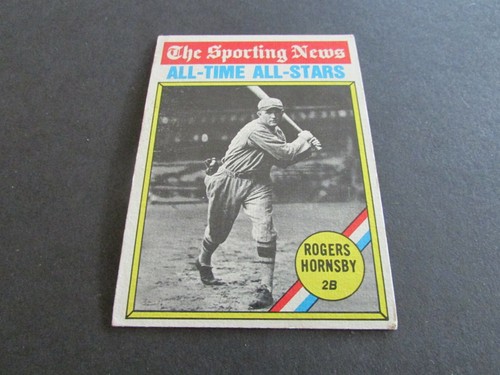 The Sporting News
ALL-TIME ALL-STARS
ROGERS
HORNSBY
2B